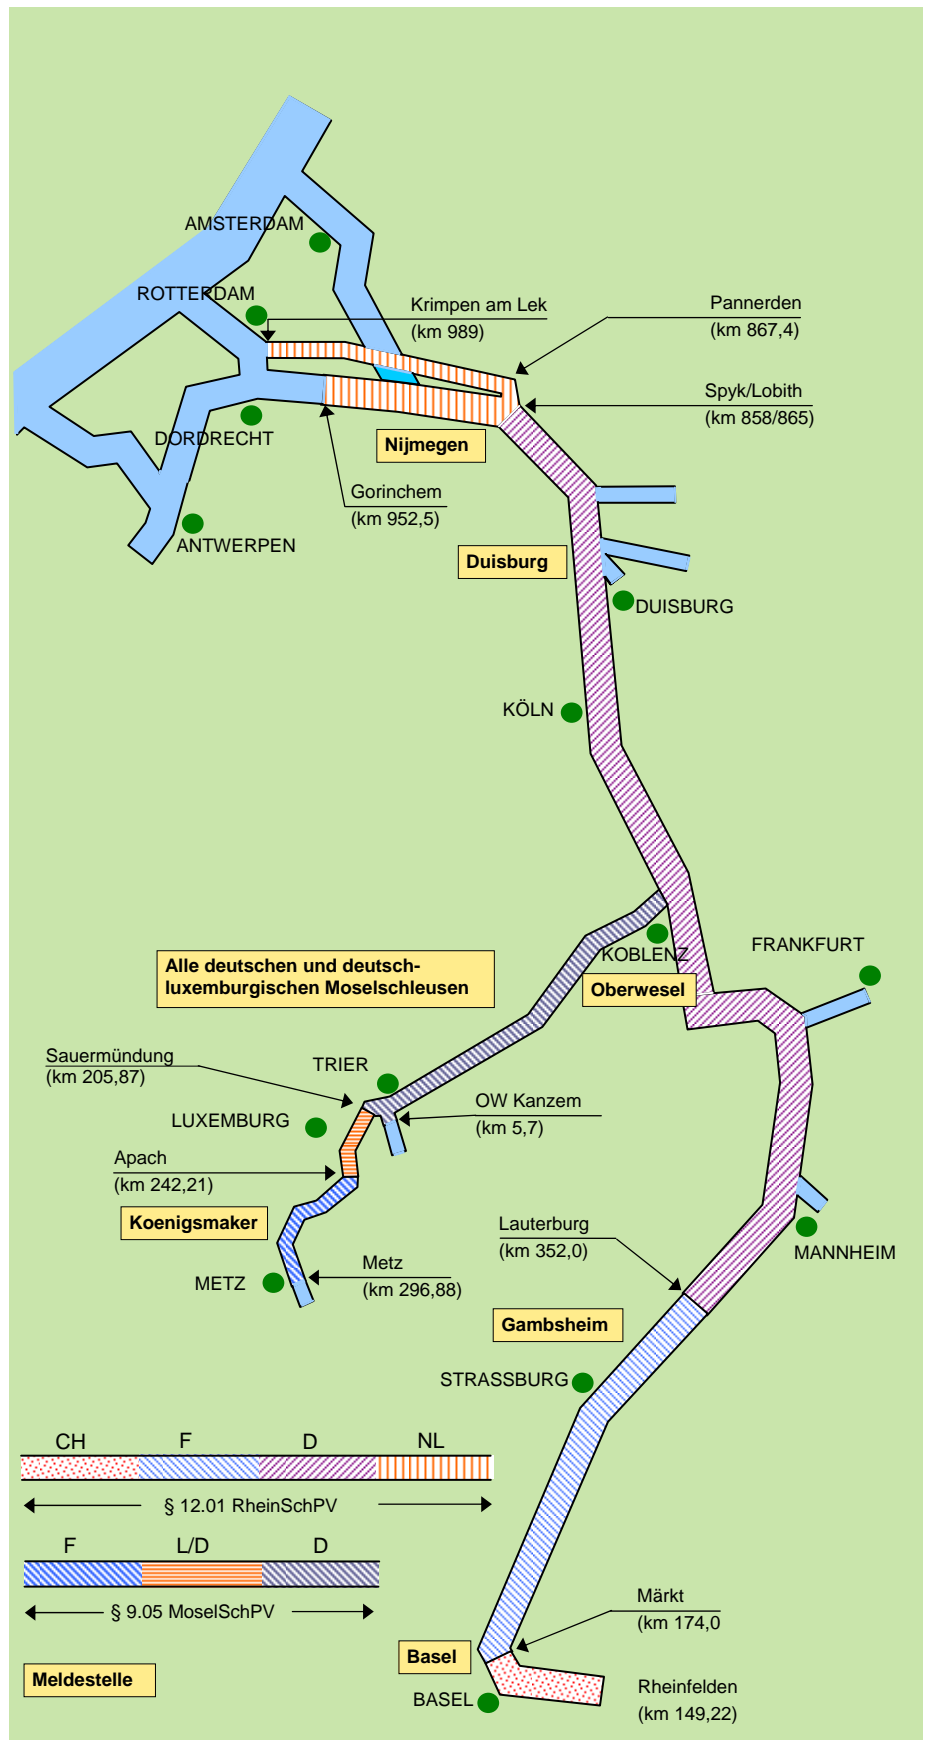 AMSTERDAM
ROTTERDAM
Krimpen am Lek
(km 989)
Pannerden
(km 867,4)
Spyk/Lobith
(km 858/865)
DORDRECHT
Nijmegen
Gorinchem
(km 952,5)
ANTWERPEN
Duisburg
DUISBURG
KÖLN
KOBLENZ
FRANKFURT
Alle deutschen und deutsch-
luxemburgischen Moselschleusen
Oberwesel
Sauermündung
(km 205,87)
TRIER
OW Kanzem
(km 5,7)
LUXEMBURG
Apach
(km 242,21)
Koenigsmaker
Lauterburg
(km 352,0)
MANNHEIM
METZ
Metz
(km 296,88)
Gambsheim
STRASSBURG
CH F D NL
§ 12.01 RheinSchPV
F L/D D
§ 9.05 MoselSchPV
Märkt
(km 174,0
Basel
Meldestelle
BASEL
Rheinfelden
(km 149,22)